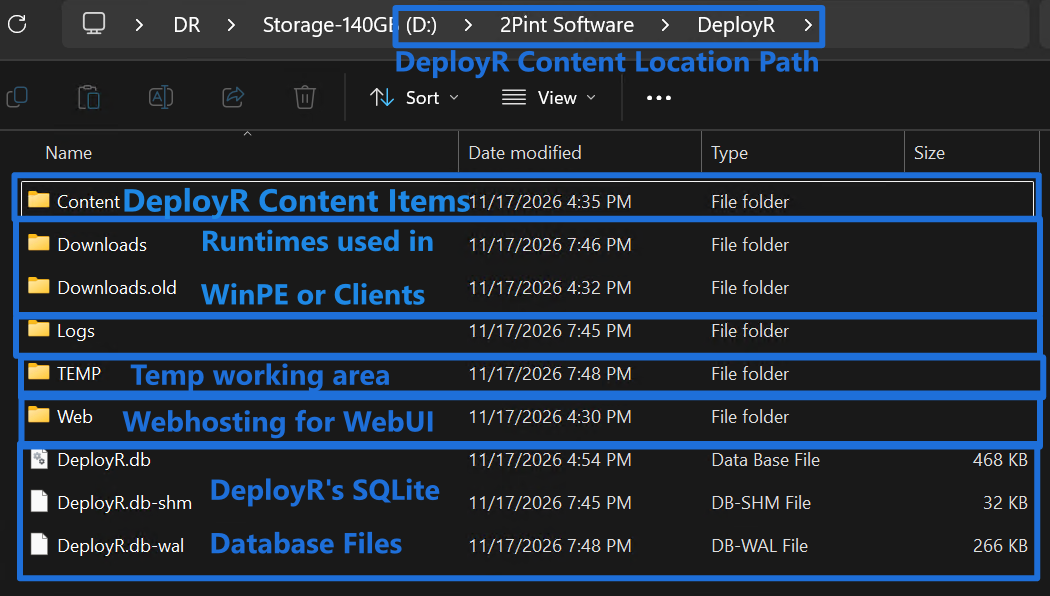 DR > Storage-140GB (D:) > 2Pint Software > DeployR >
DeployR Content Location Path
Sort View
Name Date modified Type Size
Content DeployR Content Items 11/17/2026 4:35 PM File folder
Downloads Runtimes used in 11/17/2026 7:46 PM File folder
Downloads.old WinPE or Clients 11/17/2026 4:32 PM File folder
Logs 11/17/2026 7:45 PM File folder
TEMP Temp working area 11/17/2026 7:48 PM File folder
Web Webhosting for WebUI 11/17/2026 4:30 PM File folder
DeployR.db 11/17/2026 4:54 PM Data Base File 468 KB
DeployR's SQLite
DeployR.db-shm 11/17/2026 7:45 PM DB-SHM File 32 KB
DeployR.db-wal Database Files 11/17/2026 7:48 PM DB-WAL File 266 KB